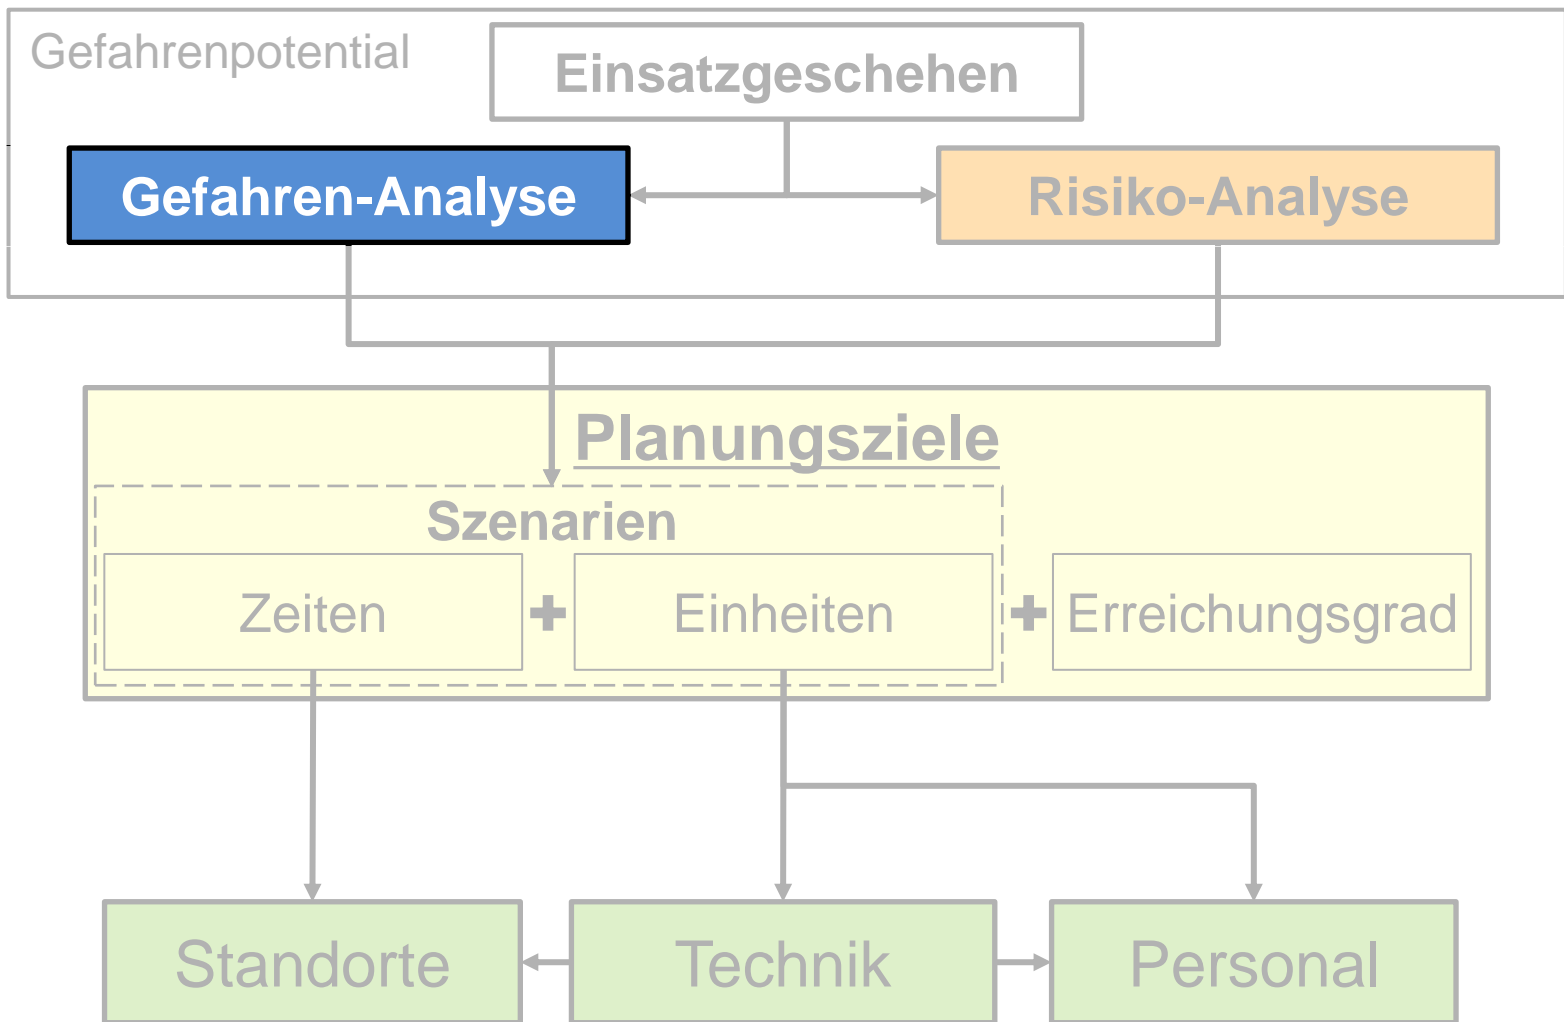 Gefahrenpotential
Einsatzgeschehen
Gefahren-Analyse
Risiko-Analyse
Planungsziele
Szenarien
Zeiten + Einheiten + Erreichungsgrad
Standorte
Technik
Personal